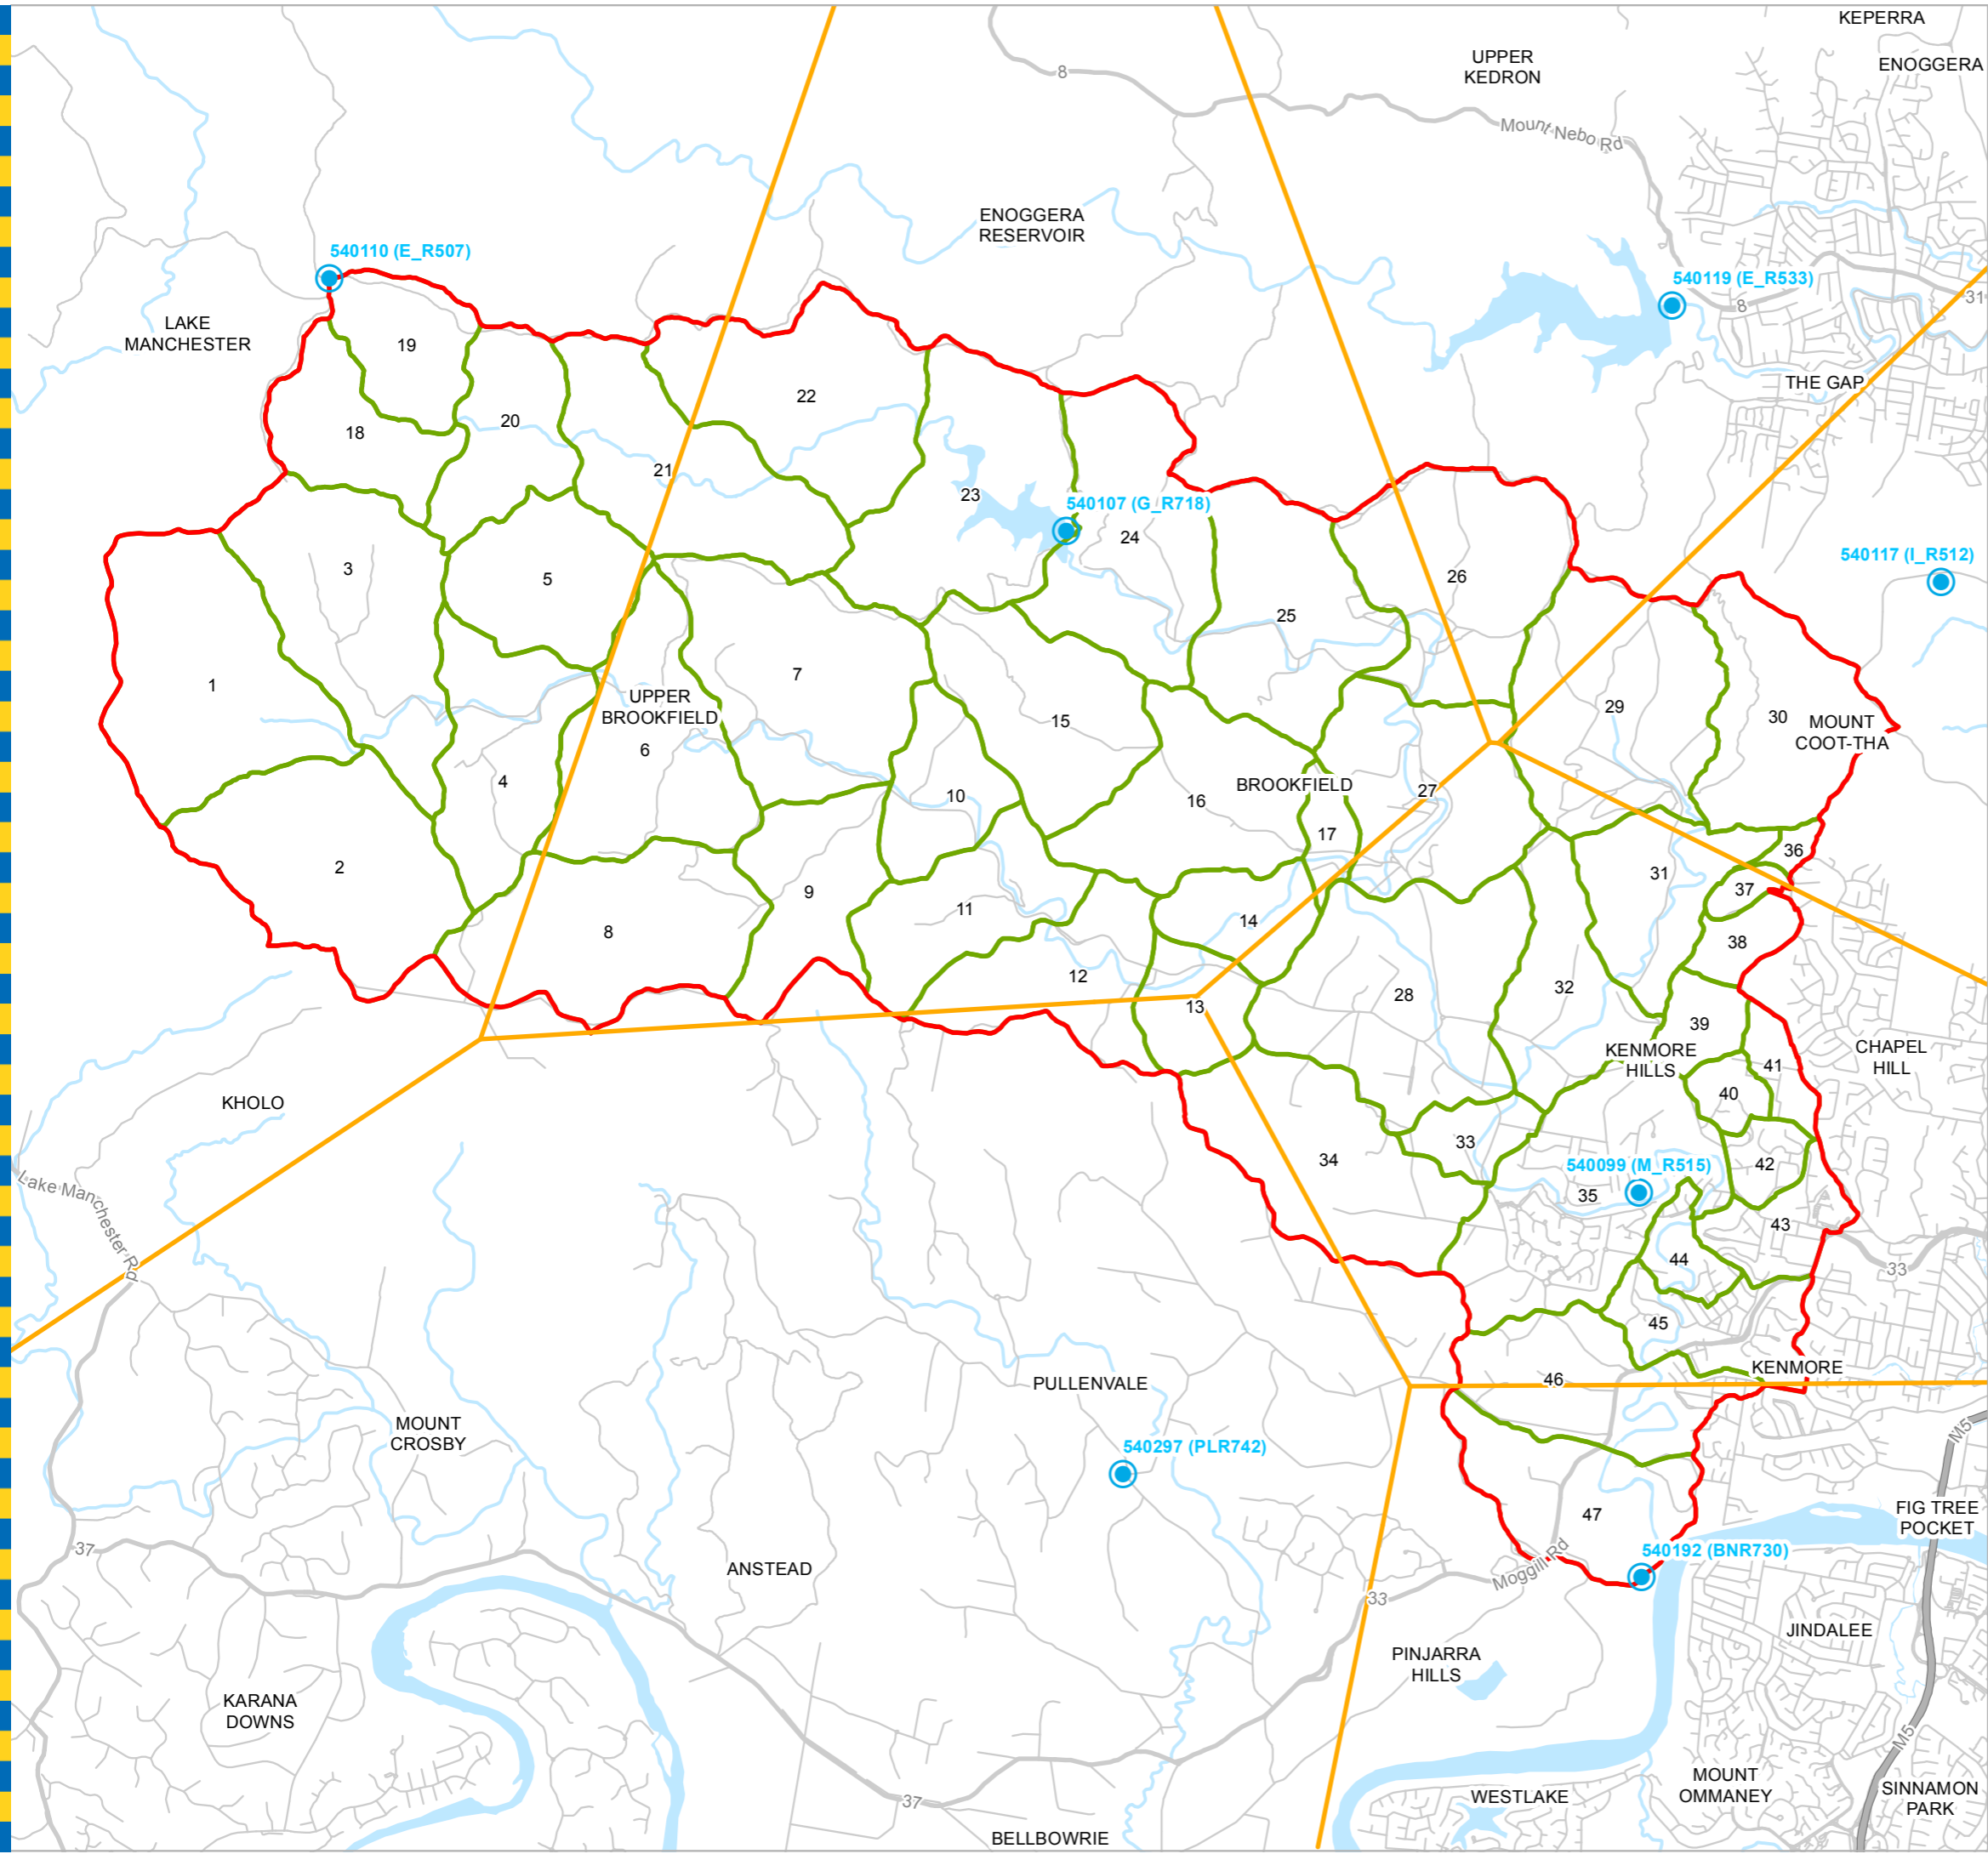 KEPERRA
UPPER
KEDRON
ENOGGERA
8
Mount Nebo Rd
ENOGGERA
RESERVOIR
540110 (E_R507)
540119 (E_R533)
31
8
LAKE
MANCHESTER
19
THE GAP
22
20
18
21
23
540107 (G_R718)
24
540117 (I_R512)
3
5
26
25
7
1
UPPER
BROOKFIELD
6
15
29
30
MOUNT
COOT-THA
4
BROOKFIELD
27
10
16
17
36
2
31
37
9
11
14
8
38
12
32
28
13
39
KENMORE
HILLS
CHAPEL
HILL
41
40
KHOLO
33
34
540099 (M_R515)
42
35
Lake Manchester Rd
43
44
33
45
KENMORE
46
PULLENVALE
MOUNT
CROSBY
540297 (PLR742)
M5
47
FIG TREE
POCKET
37
540192 (BNR730)
ANSTEAD
Moggill Rd
33
JINDALEE
PINJARRA
HILLS
KARANA
DOWNS
M5
MOUNT
OMMANEY
SINNAMON
PARK
WESTLAKE
37
BELLBOWRIE